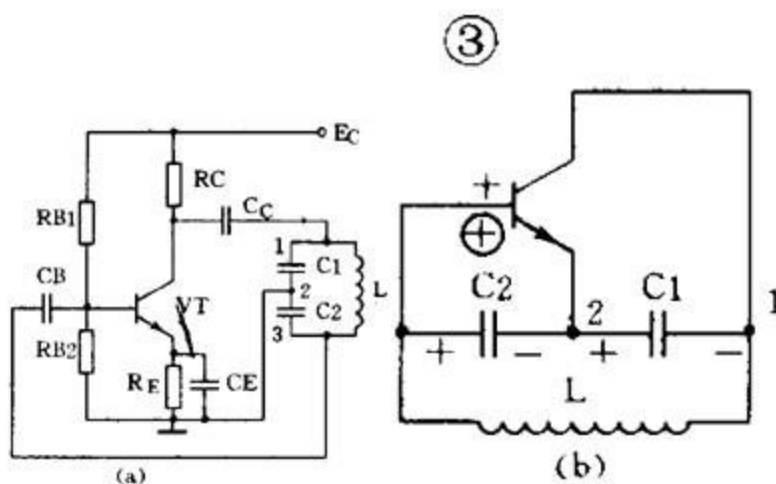 ③
EC
RC
RB1
CC
CB
1
C1
2
L
VT
C2
RB2
3
RE
CE
(a)
+
⊕
C2
2
C1
1
+ − + −
L
(b)